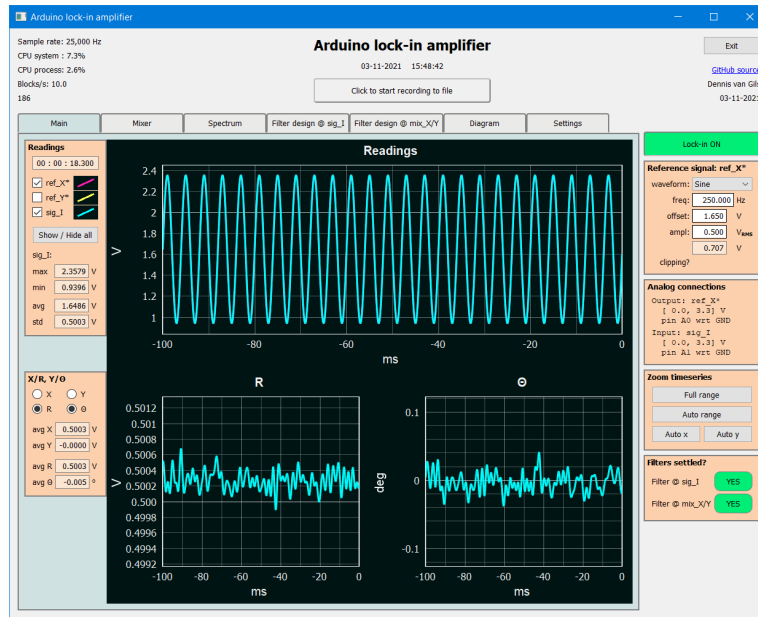 Arduino lock-in amplifier
Sample rate: 25,000 Hz
CPU system : 7.3%
CPU process: 2.6%
Blocks/s: 10.0
186
Arduino lock-in amplifier
03-11-2021 15:48:42
Click to start recording to file
Exit
GitHub source
Dennis van Gils
03-11-2021
Main Mixer Spectrum Filter design @ sig_I Filter design @ mix_X/Y Diagram Settings
Readings
00 : 00 : 18.300
ref_X*
ref_Y*
sig_I
Show / Hide all
sig_I:
max 2.3579 V
min 0.9396 V
avg 1.6486 V
std 0.5003 V
X/R, Y/Θ
X Y
R Θ
avg X 0.5003 V
avg Y -0.0000 V
avg R 0.5003 V
avg Θ -0.005 °
Readings
V
2.4
2.2
2
1.8
1.6
1.4
1.2
1
-100 -80 -60 -40 -20 0
ms
R
V
0.5012
0.501
0.5008
0.5006
0.5004
0.5002
0.500
0.4998
0.4996
0.4994
0.4992
-100 -80 -60 -40 -20 0
ms
Θ
deg
0.1
0
-0.1
-100 -80 -60 -40 -20 0
ms
Lock-in ON
Reference signal: ref_X*
waveform: Sine
freq: 250.000 Hz
offset: 1.650 V
ampl: 0.500 VRMS
0.707 V
clipping?
Analog connections
Output: ref_X*
[ 0.0, 3.3] V
pin A0 wrt GND
Input: sig_I
[ 0.0, 3.3] V
pin A1 wrt GND
Zoom timeseries
Full range
Auto range
Auto x Auto y
Filters settled?
Filter @ sig_I YES
Filter @ mix_X/Y YES